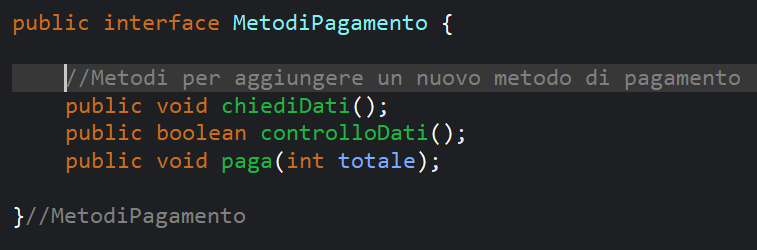 public interface MetodiPagamento {
//Metodi per aggiungere un nuovo metodo di pagamento
public void chiediDati();
public boolean controlloDati();
public void paga(int totale);
}//MetodiPagamento